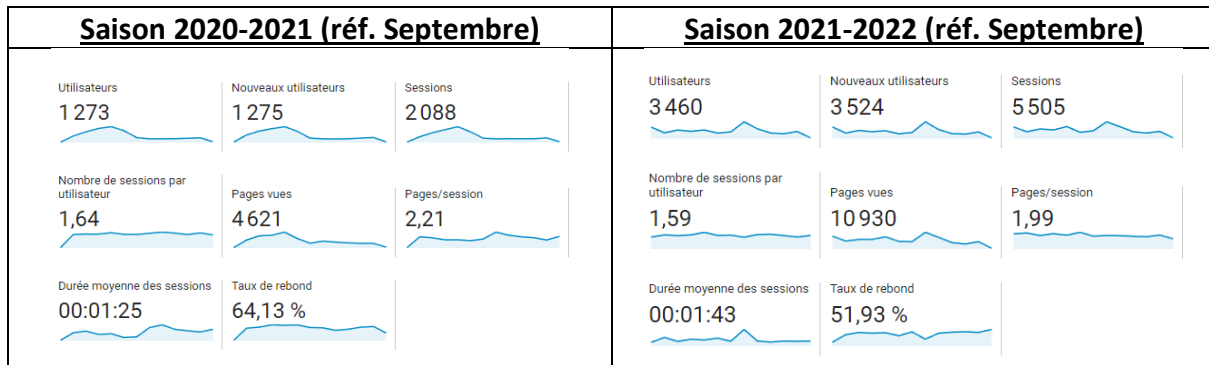 Saison 2020-2021 (réf. Septembre)
Utilisateurs
1 273
Nouveaux utilisateurs
1 275
Sessions
2 088
Nombre de sessions par
utilisateur
1,64
Pages vues
4 621
Pages/session
2,21
Durée moyenne des sessions
00:01:25
Taux de rebond
64,13 %
Saison 2021-2022 (réf. Septembre)
Utilisateurs
3 460
Nouveaux utilisateurs
3 524
Sessions
5 505
Nombre de sessions par
utilisateur
1,59
Pages vues
10 930
Pages/session
1,99
Durée moyenne des sessions
00:01:43
Taux de rebond
51,93 %